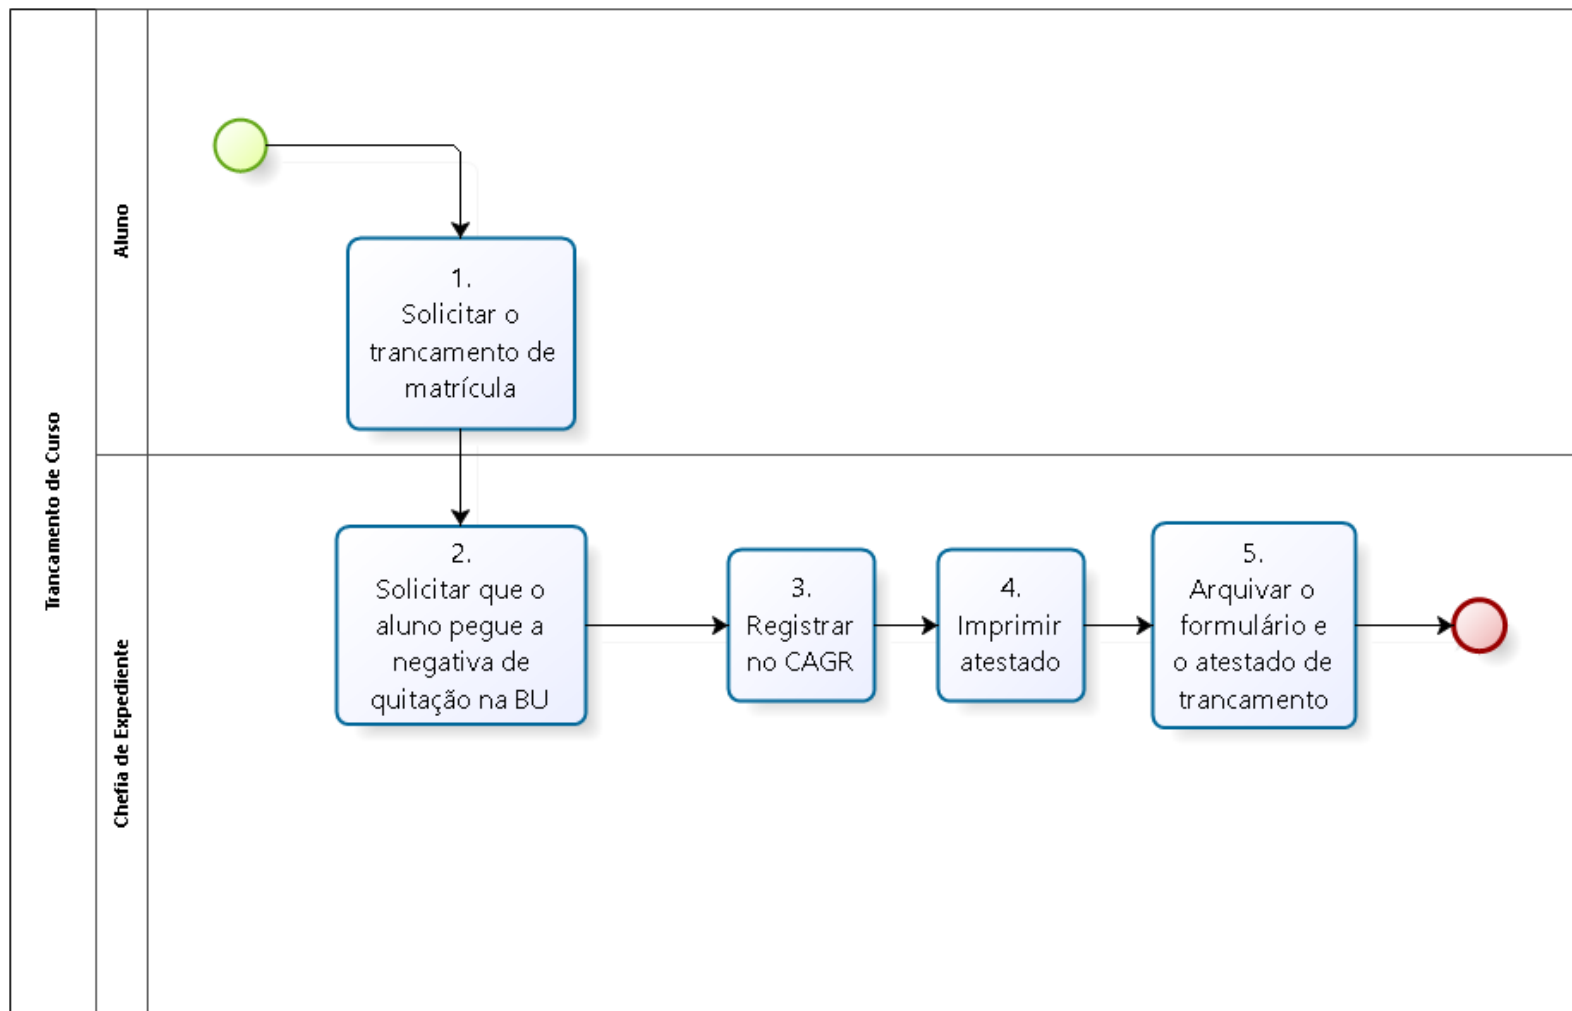 Trancamento de Curso
Aluno
1.
Solicitar o
trancamento de
matrícula
Chefia de Expediente
2.
Solicitar que o
aluno pegue a
negativa de
quitação na BU
3.
Registrar
no CAGR
4.
Imprimir
atestado
5.
Arquivar o
formulário e
o atestado de
trancamento